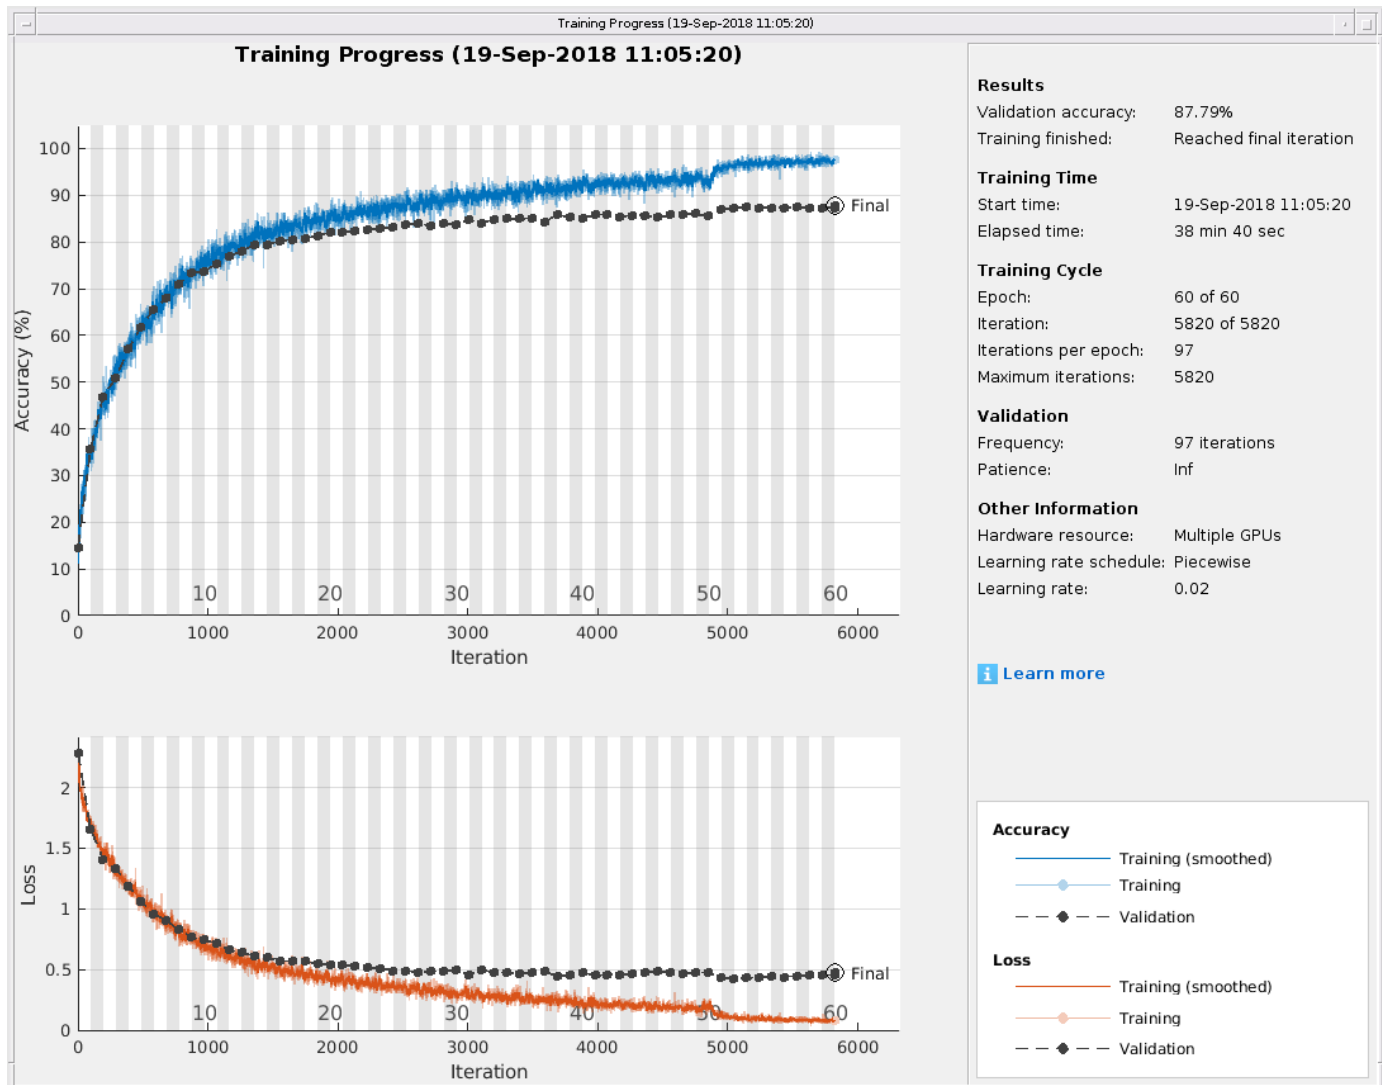 Training Progress (19-Sep-2018 11:05:20)
Training Progress (19-Sep-2018 11:05:20)
100
90
80
70
60
50
40
30
20
10
0
Accuracy (%)
Final
10 20 30 40 50 60
0 1000 2000 3000 4000 5000 6000
Iteration
2
1.5
1
0.5
0
Loss
Final
10 20 30 40 50 60
0 1000 2000 3000 4000 5000 6000
Iteration
Results
Validation accuracy: 87.79%
Training finished: Reached final iteration
Training Time
Start time: 19-Sep-2018 11:05:20
Elapsed time: 38 min 40 sec
Training Cycle
Epoch: 60 of 60
Iteration: 5820 of 5820
Iterations per epoch: 97
Maximum iterations: 5820
Validation
Frequency: 97 iterations
Patience: Inf
Other Information
Hardware resource: Multiple GPUs
Learning rate schedule: Piecewise
Learning rate: 0.02
i Learn more
Accuracy
Training (smoothed)
Training
Validation
Loss
Training (smoothed)
Training
Validation